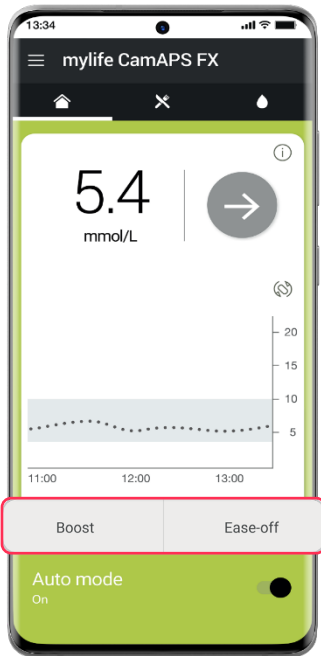 13:34
mylife CamAPS FX
5.4
mmol/L
20
15
10
5
11:00 12:00 13:00
Boost Ease-off
Auto mode
On